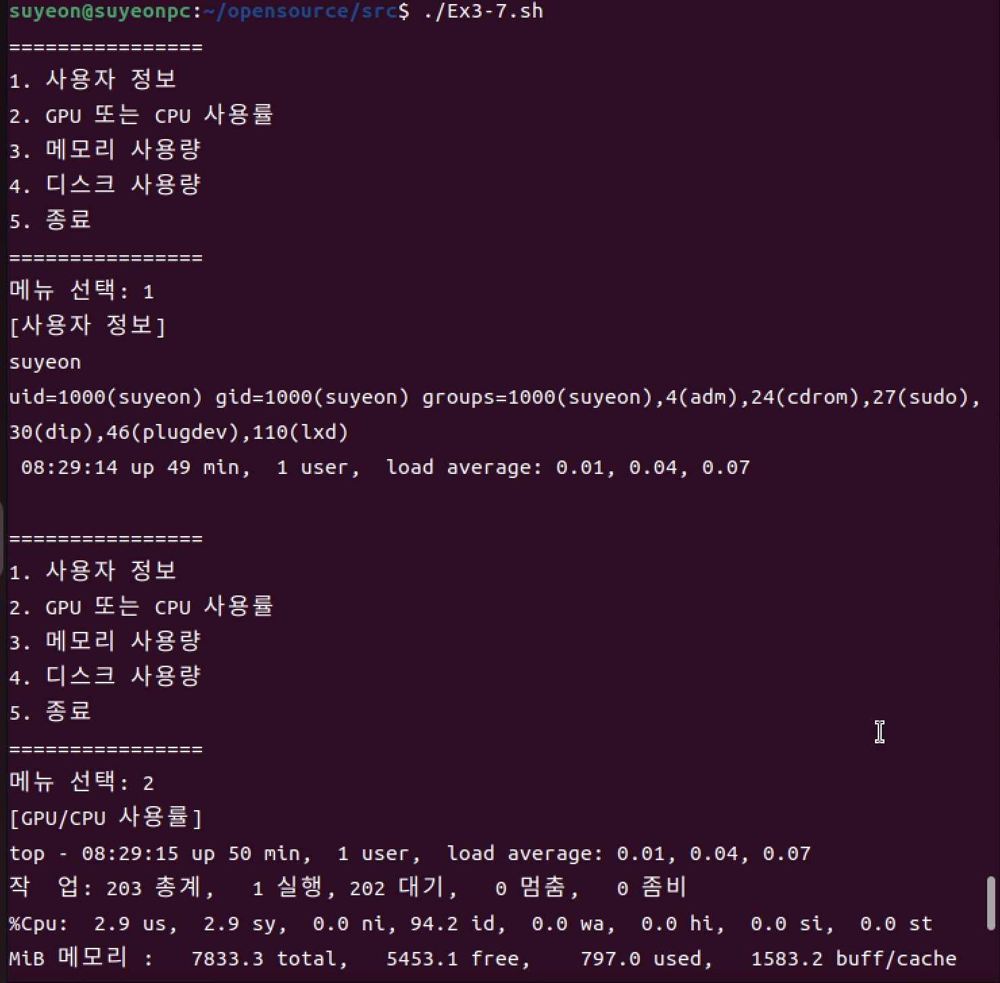 suyeon@suyeonpc:~/opensource/src$ ./Ex3-7.sh
================
1. 사용자 정보
2. GPU 또는 CPU 사용률
3. 메모리 사용량
4. 디스크 사용량
5. 종료
================
메뉴 선택: 1
[사용자 정보]
suyeon
uid=1000(suyeon) gid=1000(suyeon) groups=1000(suyeon),4(adm),24(cdrom),27(sudo),
30(dip),46(plugdev),110(lxd)
 08:29:14 up 49 min,  1 user,  load average: 0.01, 0.04, 0.07

================
1. 사용자 정보
2. GPU 또는 CPU 사용률
3. 메모리 사용량
4. 디스크 사용량
5. 종료
================
메뉴 선택: 2
[GPU/CPU 사용률]
top - 08:29:15 up 50 min,  1 user,  load average: 0.01, 0.04, 0.07
작  업: 203 총계,   1 실행, 202 대기,   0 멈춤,   0 좀비
%Cpu:  2.9 us,  2.9 sy,  0.0 ni, 94.2 id,  0.0 wa,  0.0 hi,  0.0 si,  0.0 st
MiB 메모리 :   7833.3 total,   5453.1 free,    797.0 used,   1583.2 buff/cache